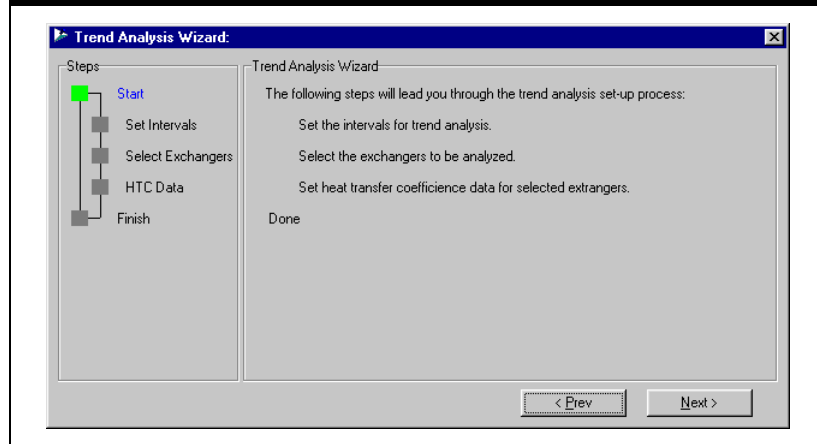 Trend Analysis Wizard:
Steps
Start
Set Intervals
Select Exchangers
HTC Data
Finish
Trend Analysis Wizard
The following steps will lead you through the trend analysis set-up process:
Set the intervals for trend analysis.
Select the exchangers to be analyzed.
Set heat transfer coefficience data for selected extrangers.
Done
< Prev
Next >